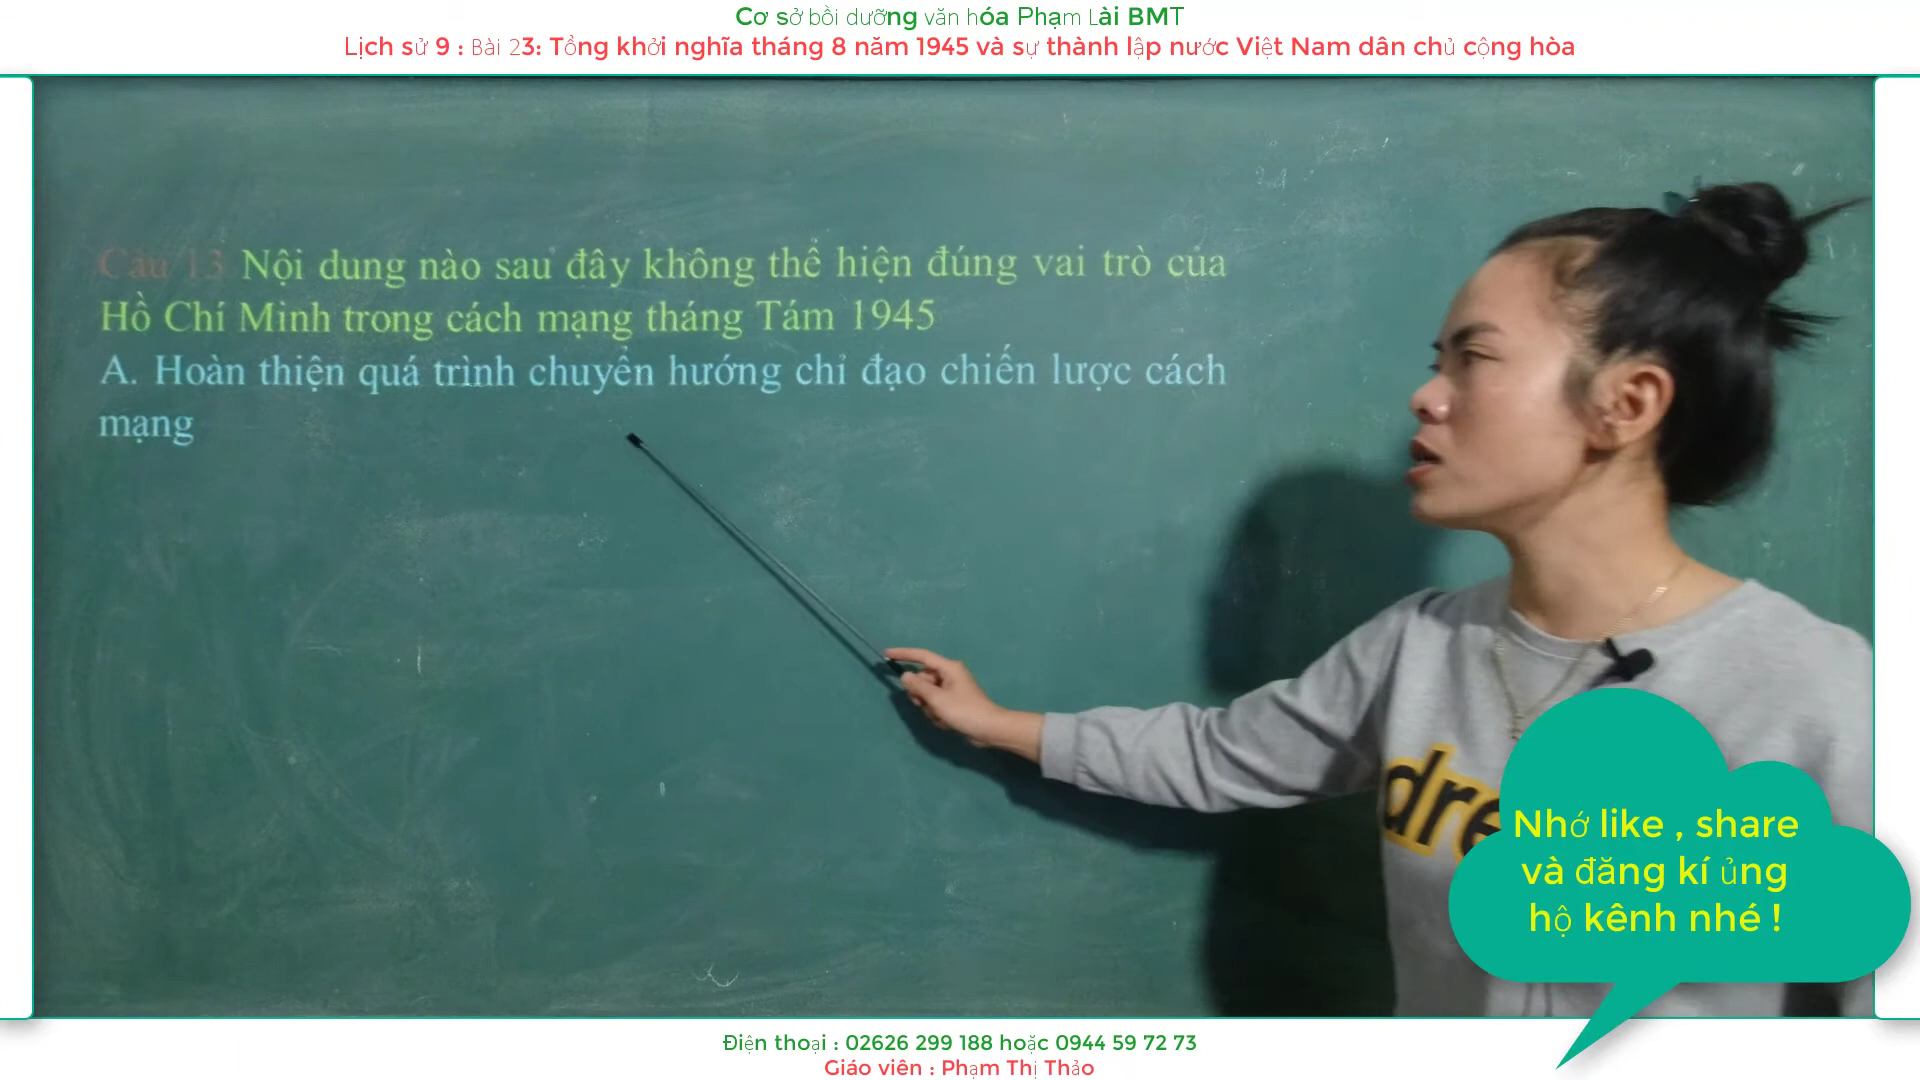 Cơ sở bồi dưỡng văn hóa Phạm Lài BMT
Lịch sử 9 : Bài 23: Tổng khởi nghĩa tháng 8 năm 1945 và sự thành lập nước Việt Nam dân chủ cộng hòa
Câu 13 Nội dung nào sau đây không thể hiện đúng vai trò của
Hồ Chí Minh trong cách mạng tháng Tám 1945
A. Hoàn thiện quá trình chuyển hướng chỉ đạo chiến lược cách
mạng
dre
Nhớ like , share
và đăng kí ủng
hộ kênh nhé !
Điện thoại : 02626 299 188 hoặc 0944 59 72 73
Giáo viên : Phạm Thị Thảo